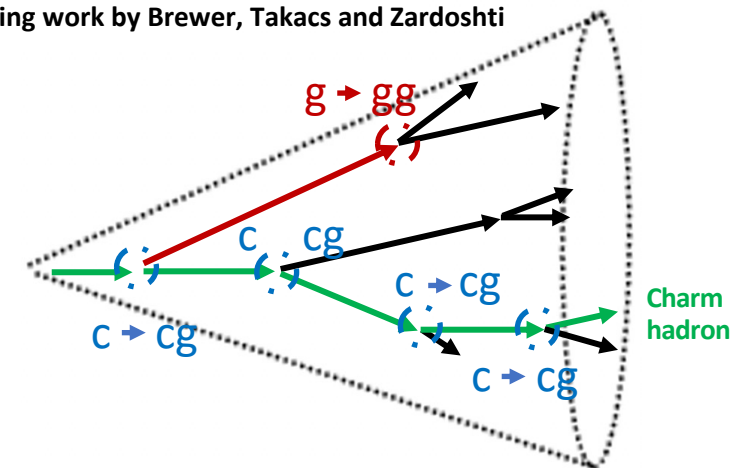 ing work by Brewer, Takacs and Zardoshti
g → gg
c cg
c → cg
c → cg
c → cg
Charm
hadron